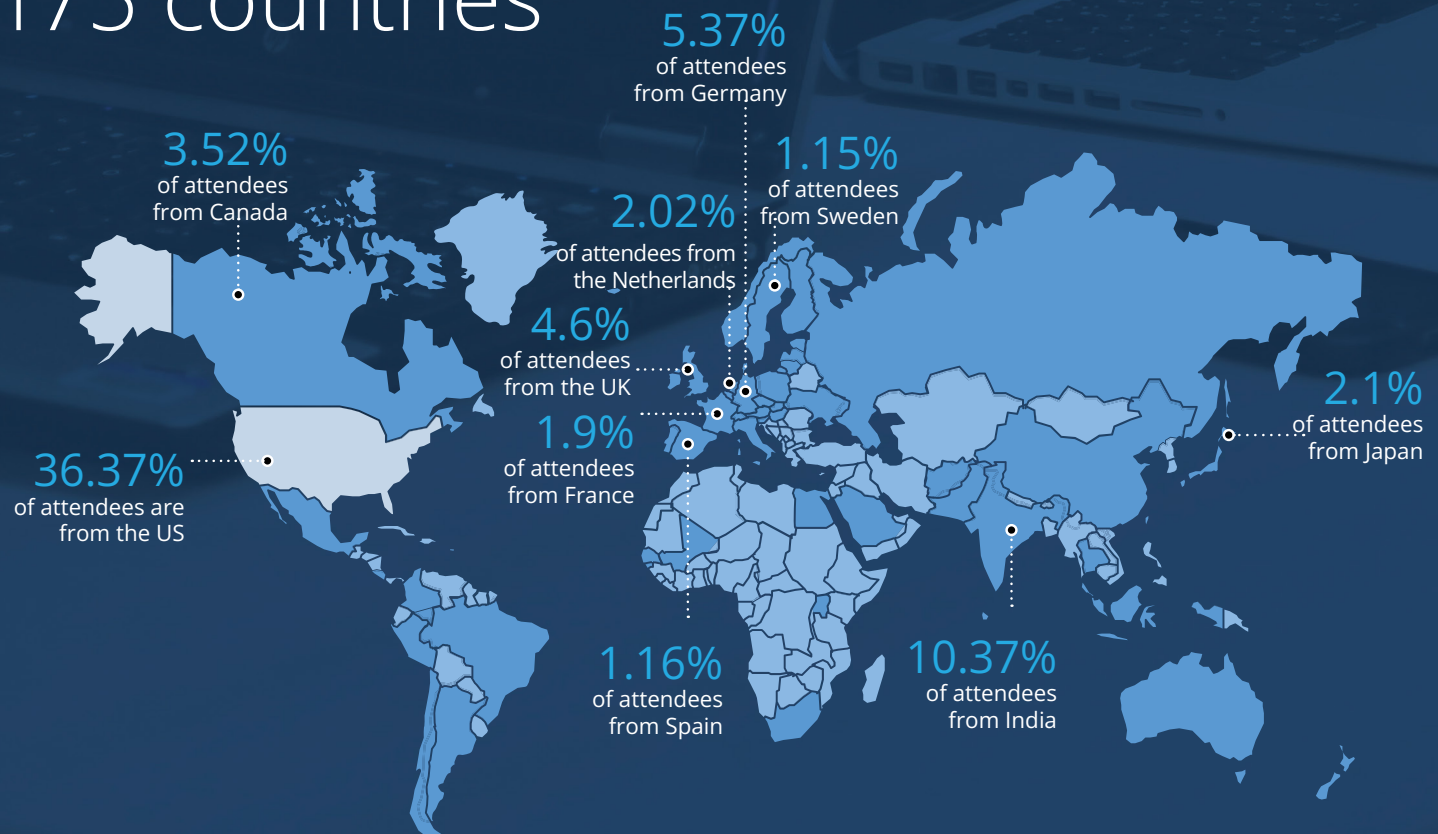 175 countries
5.37%
of attendees
from Germany
3.52%
of attendees
from Canada
1.15%
of attendees
from Sweden
2.02%
of attendees from
the Netherlands
4.6%
of attendees
from the UK
2.1%
of attendees
from Japan
1.9%
of attendees
from France
36.37%
of attendees are
from the US
1.16%
of attendees
from Spain
10.37%
of attendees
from India